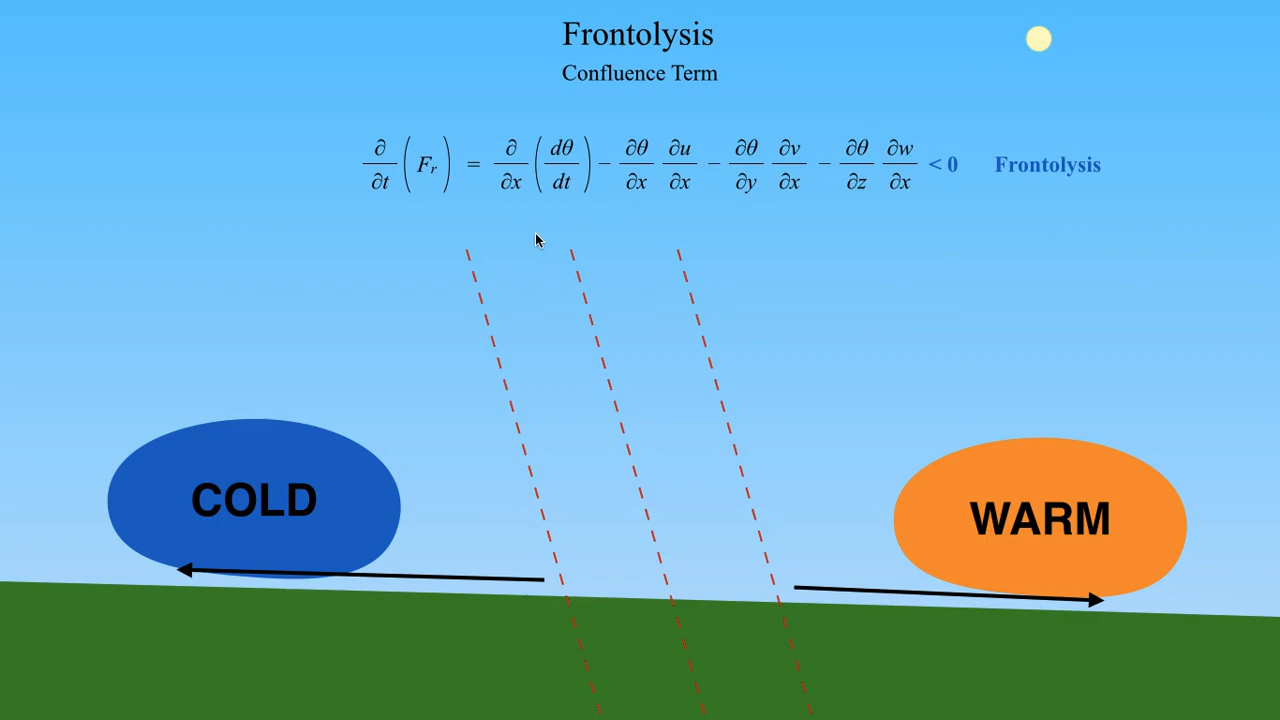 Frontolysis
Confluence Term
∂/∂t (F_r) = ∂/∂x (dθ/dt) − ∂θ/∂x ∂u/∂x − ∂θ/∂y ∂v/∂x − ∂θ/∂z ∂w/∂x < 0 Frontolysis
COLD
WARM